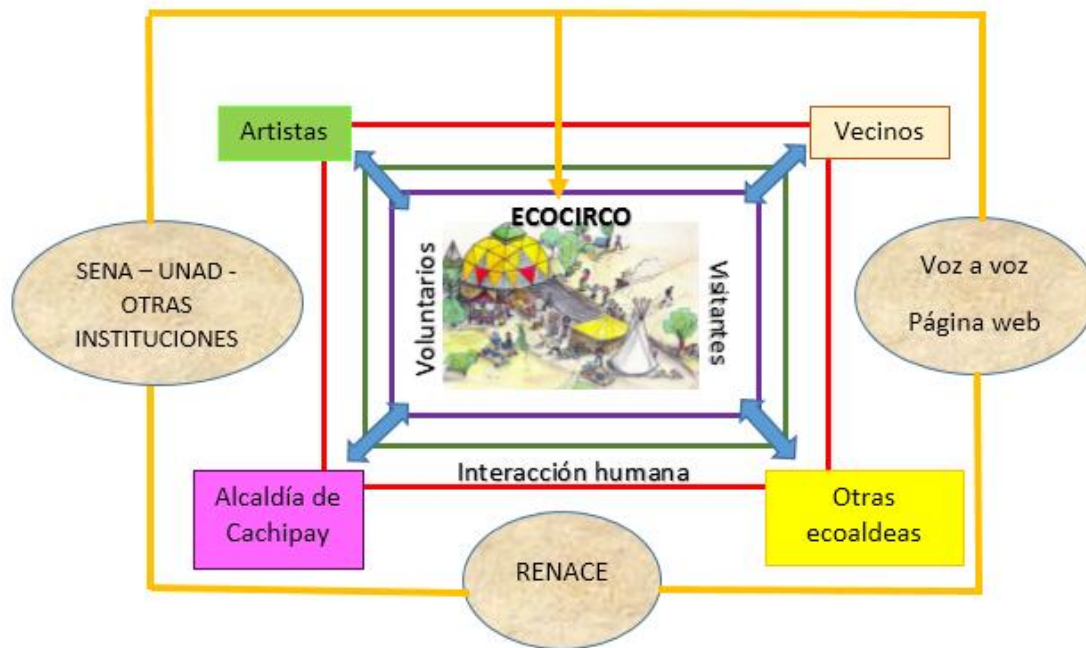 Artistas
Vecinos
ECOCIRCO
SENA – UNAD -
OTRAS
INSTITUCIONES
Voluntarios
Visitantes
Voz a voz
Página web
Interacción humana
Alcaldía de
Cachipay
Otras
ecoaldeas
RENACE